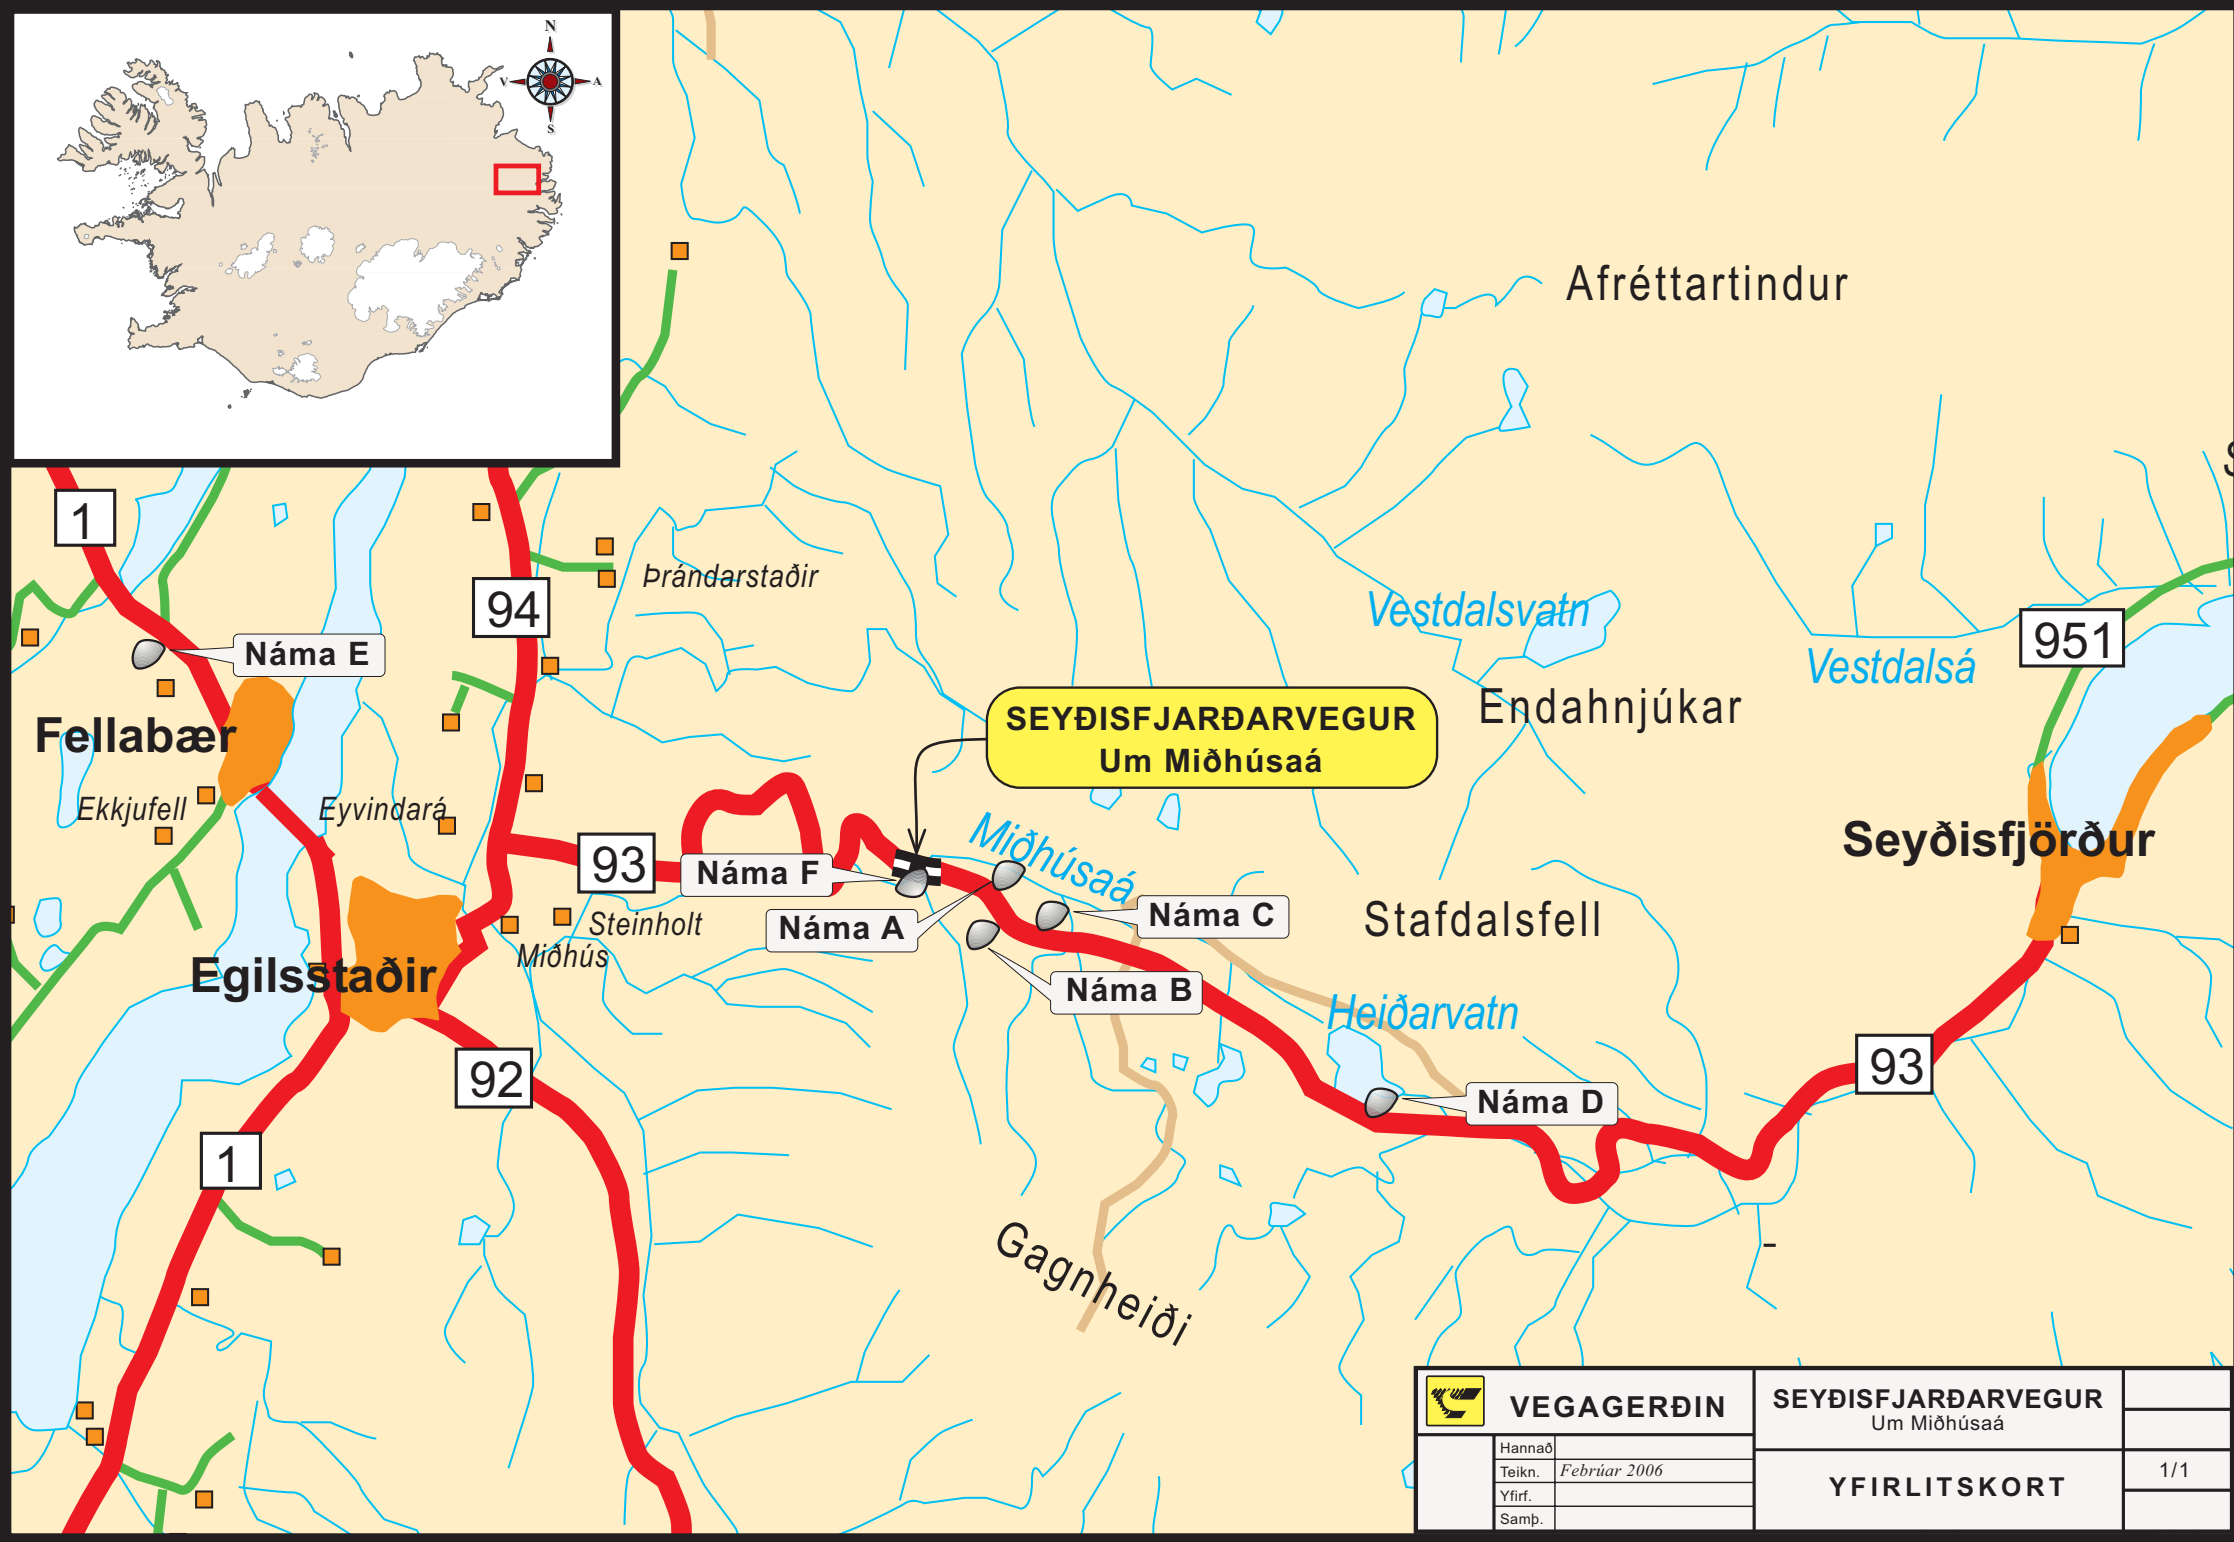 N
V
A
S
Afréttartindur
S
1
94
Þrándarstaðir
Vestdalsvatn
951
Vestdalsá
Náma E
Endahnjúkar
SEYÐISFJARÐARVEGUR
Um Miðhúsaá
Fellabær
Ekkjufell
Eyvindará
Miðhúsaá
Seyðisfjörður
93
Náma F
Náma A
Náma C
Stafdalsfell
Steinholt
Miðhús
Egilsstaðir
Náma B
Heiðarvatn
92
93
Náma D
1
Gagnheiði
-
VEGAGERÐIN
SEYÐISFJARÐARVEGUR
Um Miðhúsaá
Hannað
Teikn. Febrúar 2006
Yfirf.
Samþ.
YFIRLITSKORT
1/1